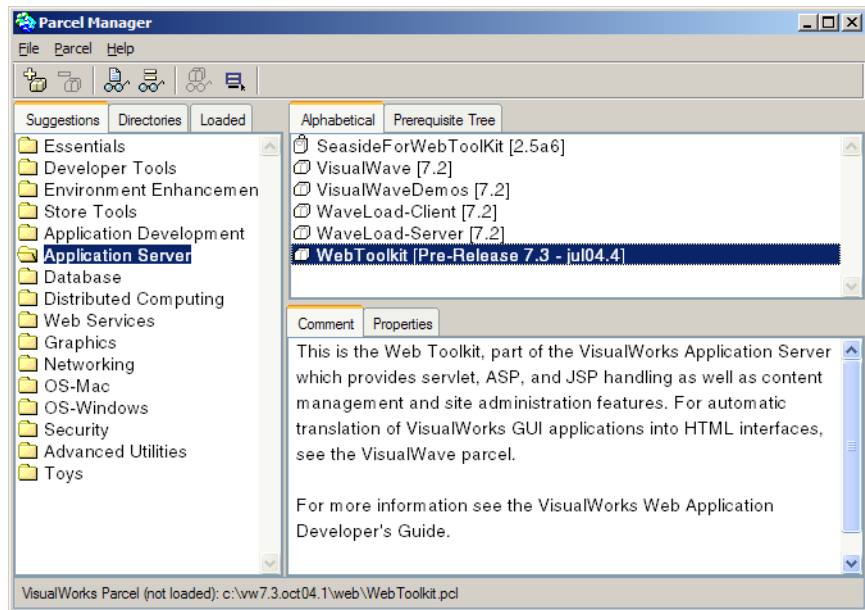 Parcel Manager
File Parcel Help
Suggestions Directories Loaded
Essentials
Developer Tools
Environment Enhancemen
Store Tools
Application Development
Application Server
Database
Distributed Computing
Web Services
Graphics
Networking
OS-Mac
OS-Windows
Security
Advanced Utilities
Toys
Alphabetical Prerequisite Tree
SeasideForWebToolKit [2.5a6]
VisualWave [7.2]
VisualWaveDemos [7.2]
WaveLoad-Client [7.2]
WaveLoad-Server [7.2]
WebToolkit [Pre-Release 7.3 - jul04.4]
Comment Properties
This is the Web Toolkit, part of the VisualWorks Application Server
which provides servlet, ASP, and JSP handling as well as content
management and site administration features. For automatic
translation of VisualWorks GUI applications into HTML interfaces,
see the VisualWave parcel.
For more information see the VisualWorks Web Application
Developer's Guide.
VisualWorks Parcel (not loaded): c:\vw7.3.oct04.1\web\WebToolkit.pcl